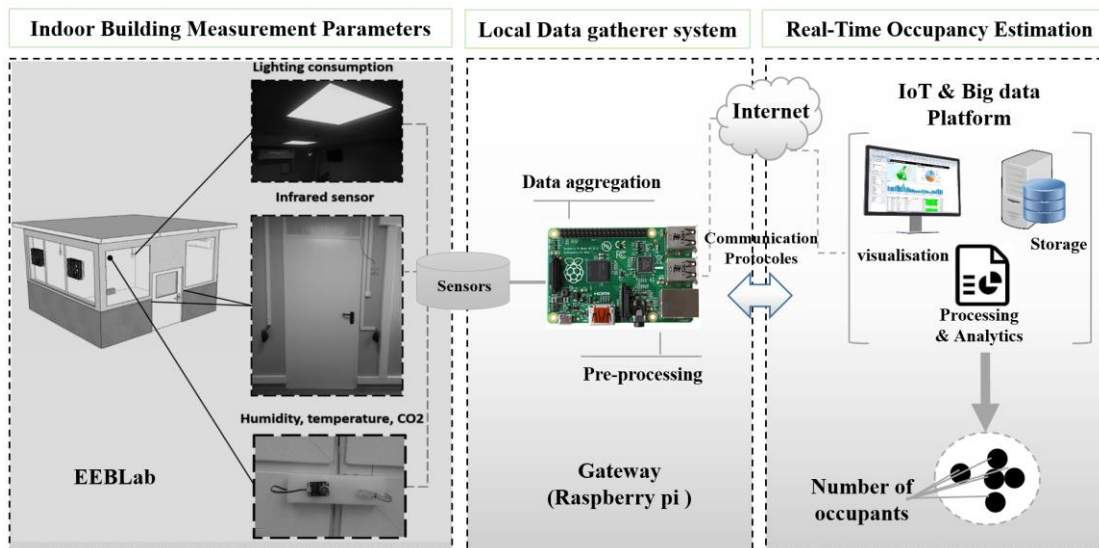 Indoor Building Measurement Parameters
Lighting consumption
Infrared sensor
Humidity, temperature, CO2
EEBLab
Sensors
Local Data gatherer system
Data aggregation
HDMI
Pre-processing
Gateway
(Raspberry pi )
Internet
Communication
Protocoles
Real-Time Occupancy Estimation
IoT & Big data
Platform
visualisation
Storage
Processing
& Analytics
Number of
occupants